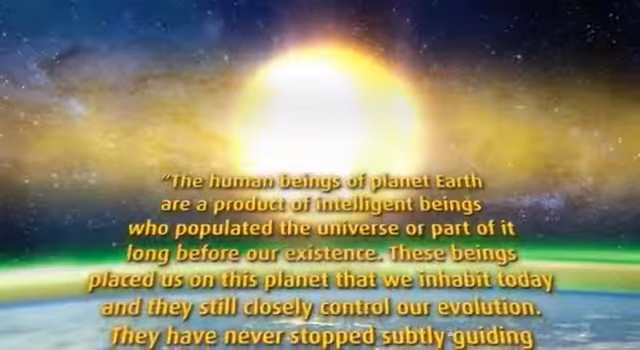 "The human beings of planet Earth
are a product of intelligent beings
who populated the universe or part of it
long before our existence. These beings
placed us on this planet that we inhabit today
and they still closely control our evolution.
They have never stopped subtly guiding